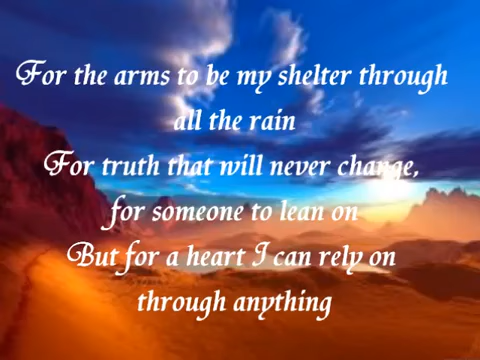 For the arms to be my shelter through
all the rain
For truth that will never change,
for someone to lean on
But for a heart I can rely on
through anything